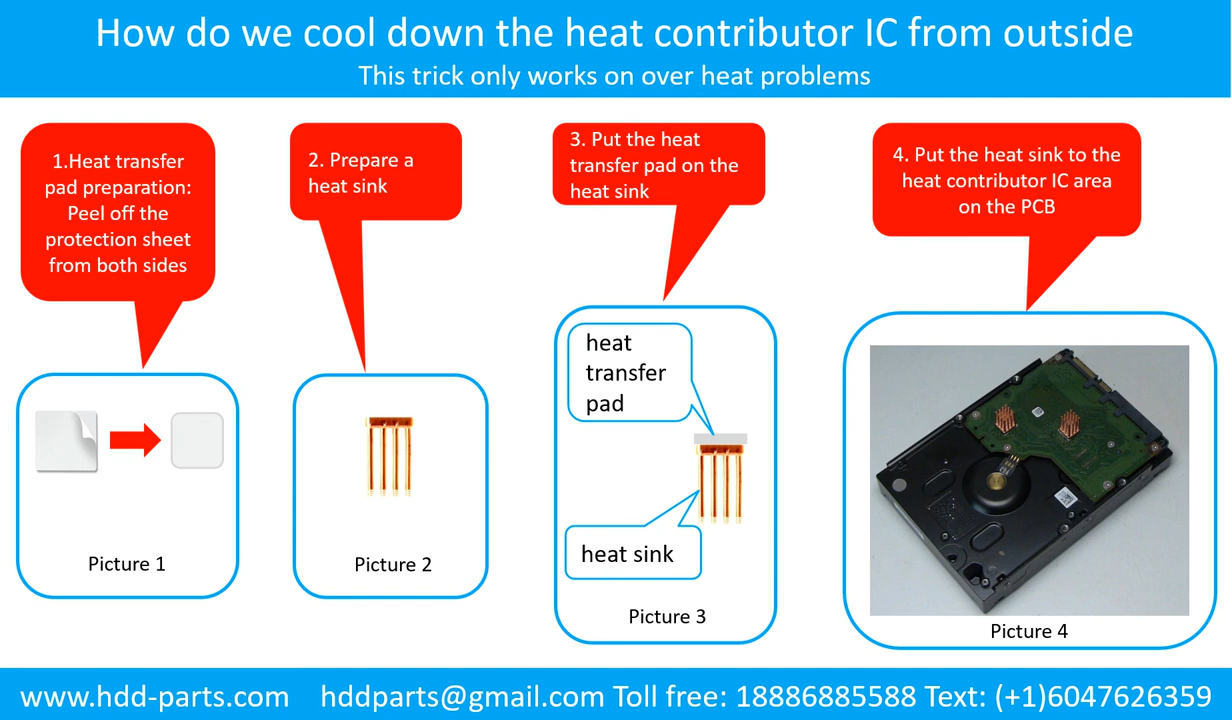 How do we cool down the heat contributor IC from outside
This trick only works on over heat problems
1.Heat transfer
pad preparation:
Peel off the
protection sheet
from both sides
2. Prepare a
heat sink
3. Put the heat
transfer pad on the
heat sink
4. Put the heat sink to the
heat contributor IC area
on the PCB
Picture 1
Picture 2
heat
transfer
pad
heat sink
Picture 3
Picture 4
www.hdd-parts.com hddparts@gmail.com Toll free: 18886885588 Text: (+1)6047626359